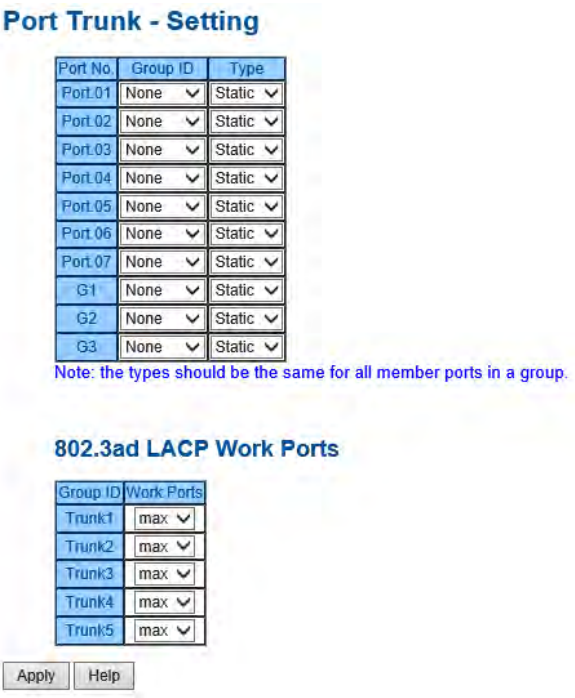 Port Trunk - Setting
Port No. Group ID Type
Port.01 None Static
Port.02 None Static
Port.03 None Static
Port.04 None Static
Port.05 None Static
Port.06 None Static
Port.07 None Static
G1 None Static
G2 None Static
G3 None Static
Note: the types should be the same for all member ports in a group.
802.3ad LACP Work Ports
Group ID Work Ports
Trunk1 max
Trunk2 max
Trunk3 max
Trunk4 max
Trunk5 max
Apply Help